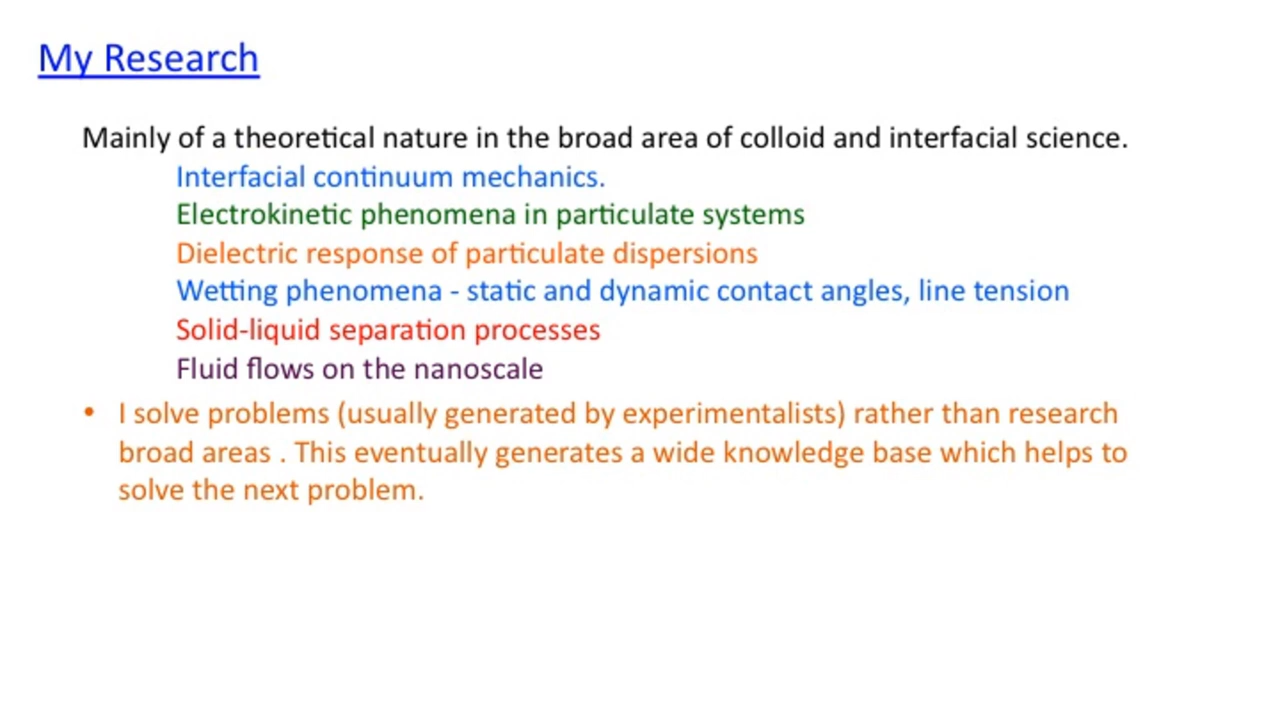 My Research
Mainly of a theoretical nature in the broad area of colloid and interfacial science.
Interfacial continuum mechanics.
Electrokinetic phenomena in particulate systems
Dielectric response of particulate dispersions
Wetting phenomena - static and dynamic contact angles, line tension
Solid-liquid separation processes
Fluid flows on the nanoscale
• I solve problems (usually generated by experimentalists) rather than research
broad areas . This eventually generates a wide knowledge base which helps to
solve the next problem.